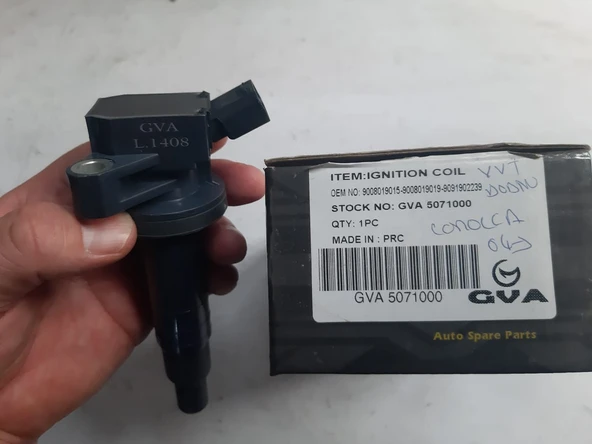 GVA
L.1408
ITEM:IGNITION COIL
OEM NO: 9008019015-9008019019-9091902239
STOCK NO: GVA 5071000
QTY: 1PC
MADE IN : PRC
VVT
COROLLA
GVA 5071000
GVA
Auto Spare Parts